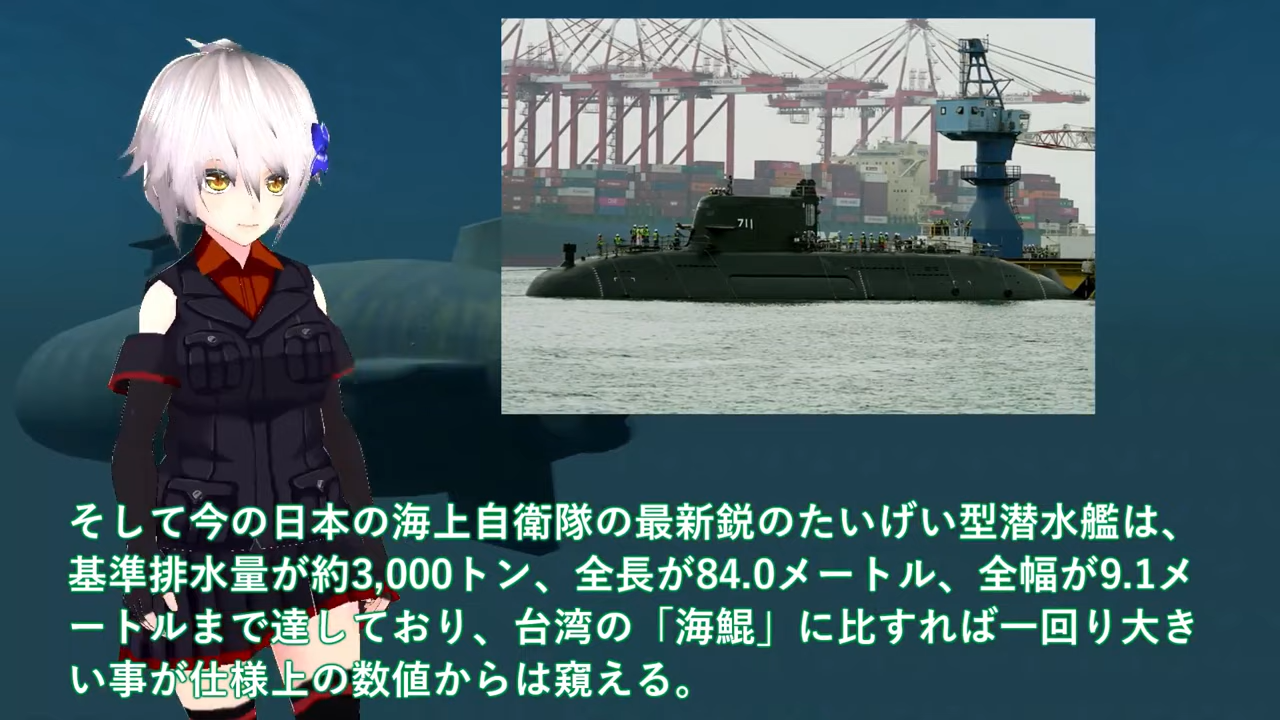 711
そして今の日本の海上自衛隊の最新鋭のたいげい型潜水艦は、
基準排水量が約3,000トン、全長が84.0メートル、全幅が9.1メ
ートルまで達しており、台湾の「海鯤」に比すれば一回り大き
い事が仕様上の数値からは窺える。